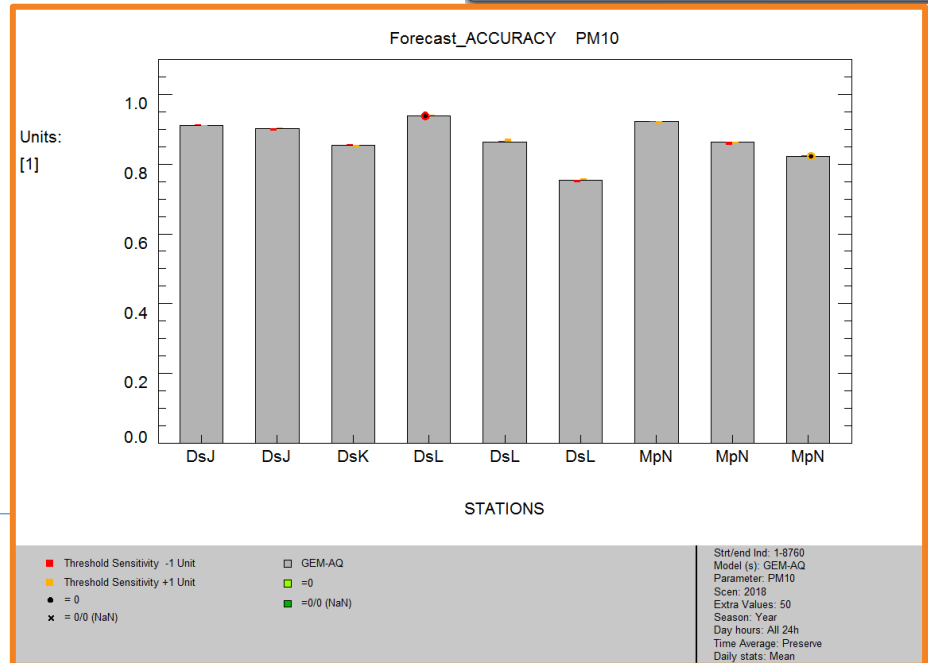 Forecast_ACCURACY PM10
Units:
[1]
1.0
0.8
0.6
0.4
0.2
0.0
DsJ DsJ DsK DsL DsL DsL MpN MpN MpN
STATIONS
Threshold Sensitivity -1 Unit
Threshold Sensitivity +1 Unit
= 0
= 0/0 (NaN)
GEM-AQ
=0
=0/0 (NaN)
Strt/end Ind: 1-8760
Model (s): GEM-AQ
Parameter: PM10
Scen: 2018
Extra Values: 50
Season: Year
Day hours: All 24h
Time Average: Preserve
Daily stats: Mean